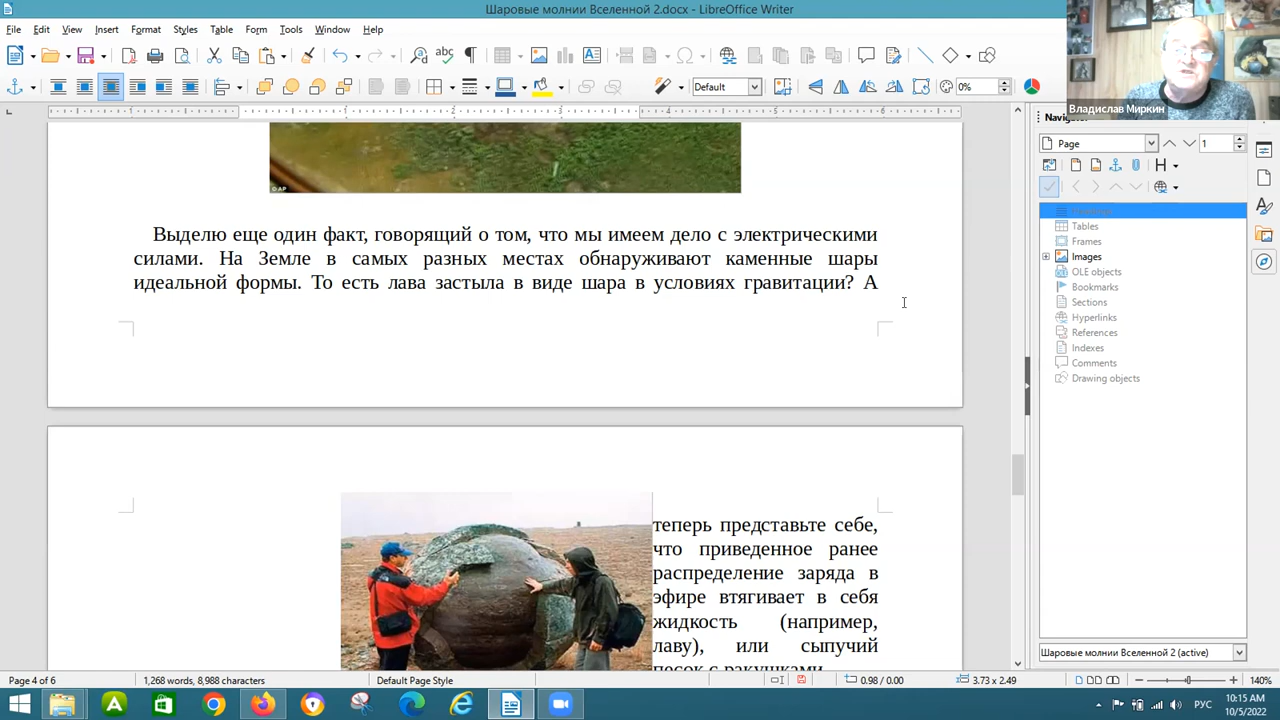 Шаровые молнии Вселенной 2.docx - LibreOffice Writer
File Edit View Insert Format Styles Table Form Tools Window Help
Default
0%
Владислав Миркин
Page
1
Tables
Frames
Images
OLE objects
Bookmarks
Sections
Hyperlinks
References
Indexes
Comments
Drawing objects
© AP
Выделю еще один факт, говорящий о том, что мы имеем дело с электрическими
силами. На Земле в самых разных местах обнаруживают каменные шары
идеальной формы. То есть лава застыла в виде шара в условиях гравитации? А
теперь представьте себе,
что приведенное ранее
распределение заряда в
эфире втягивает в себя
жидкость (например,
лаву), или сыпучий
песок с ракушками
Шаровые молнии Вселенной 2 (active)
Page 4 of 6
1,268 words, 8,988 characters
Default Page Style
0.98 / 0.00
3.73 x 2.49
140%
РУС
10:15 AM
10/5/2022